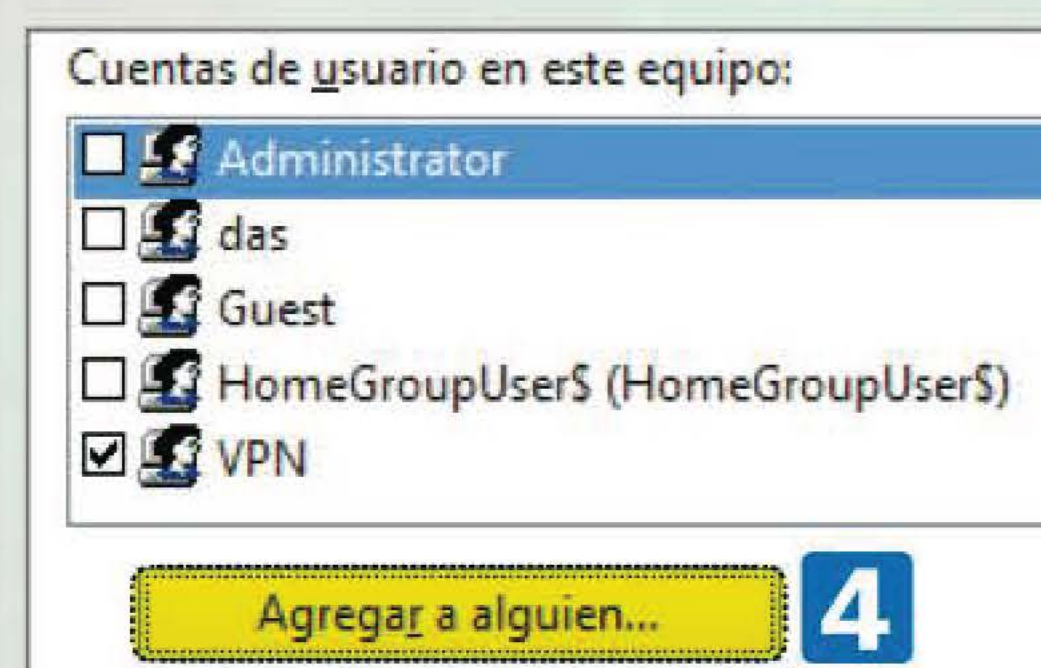 Cuentas de usuario en este equipo:
Administrator
das
Guest
HomeGroupUser$ (HomeGroupUser$)
VPN
Agregar a alguien...
4